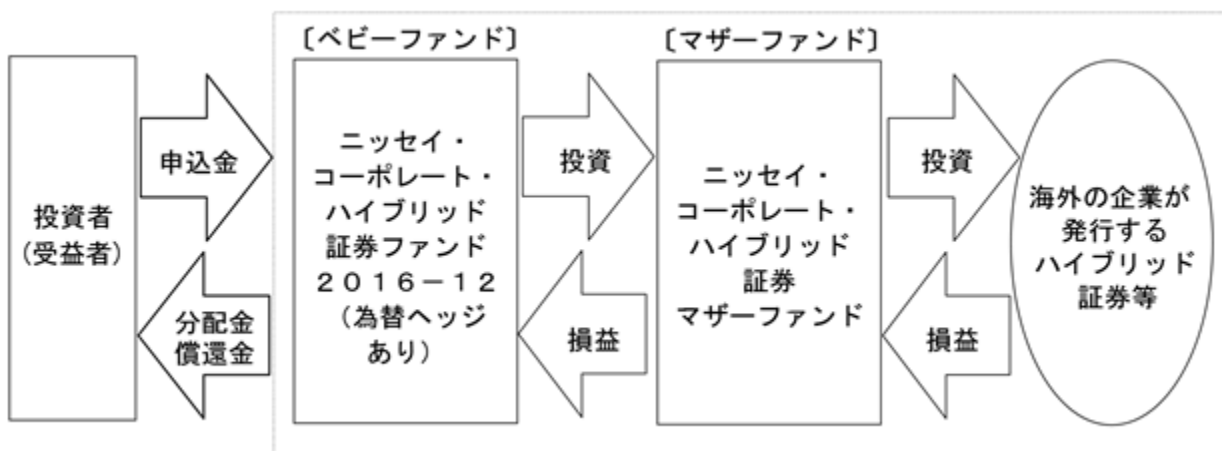 投資者
（受益者）
申込金
分配金
償還金
〔ベビーファンド〕
ニッセイ・
コーポレート・
ハイブリッド
証券ファンド
２０１６－１２
（為替ヘッジ
あり）
投資
損益
〔マザーファンド〕
ニッセイ・
コーポレート・
ハイブリッド
証券
マザーファンド
投資
損益
海外の企業が
発行する
ハイブリッド
証券等